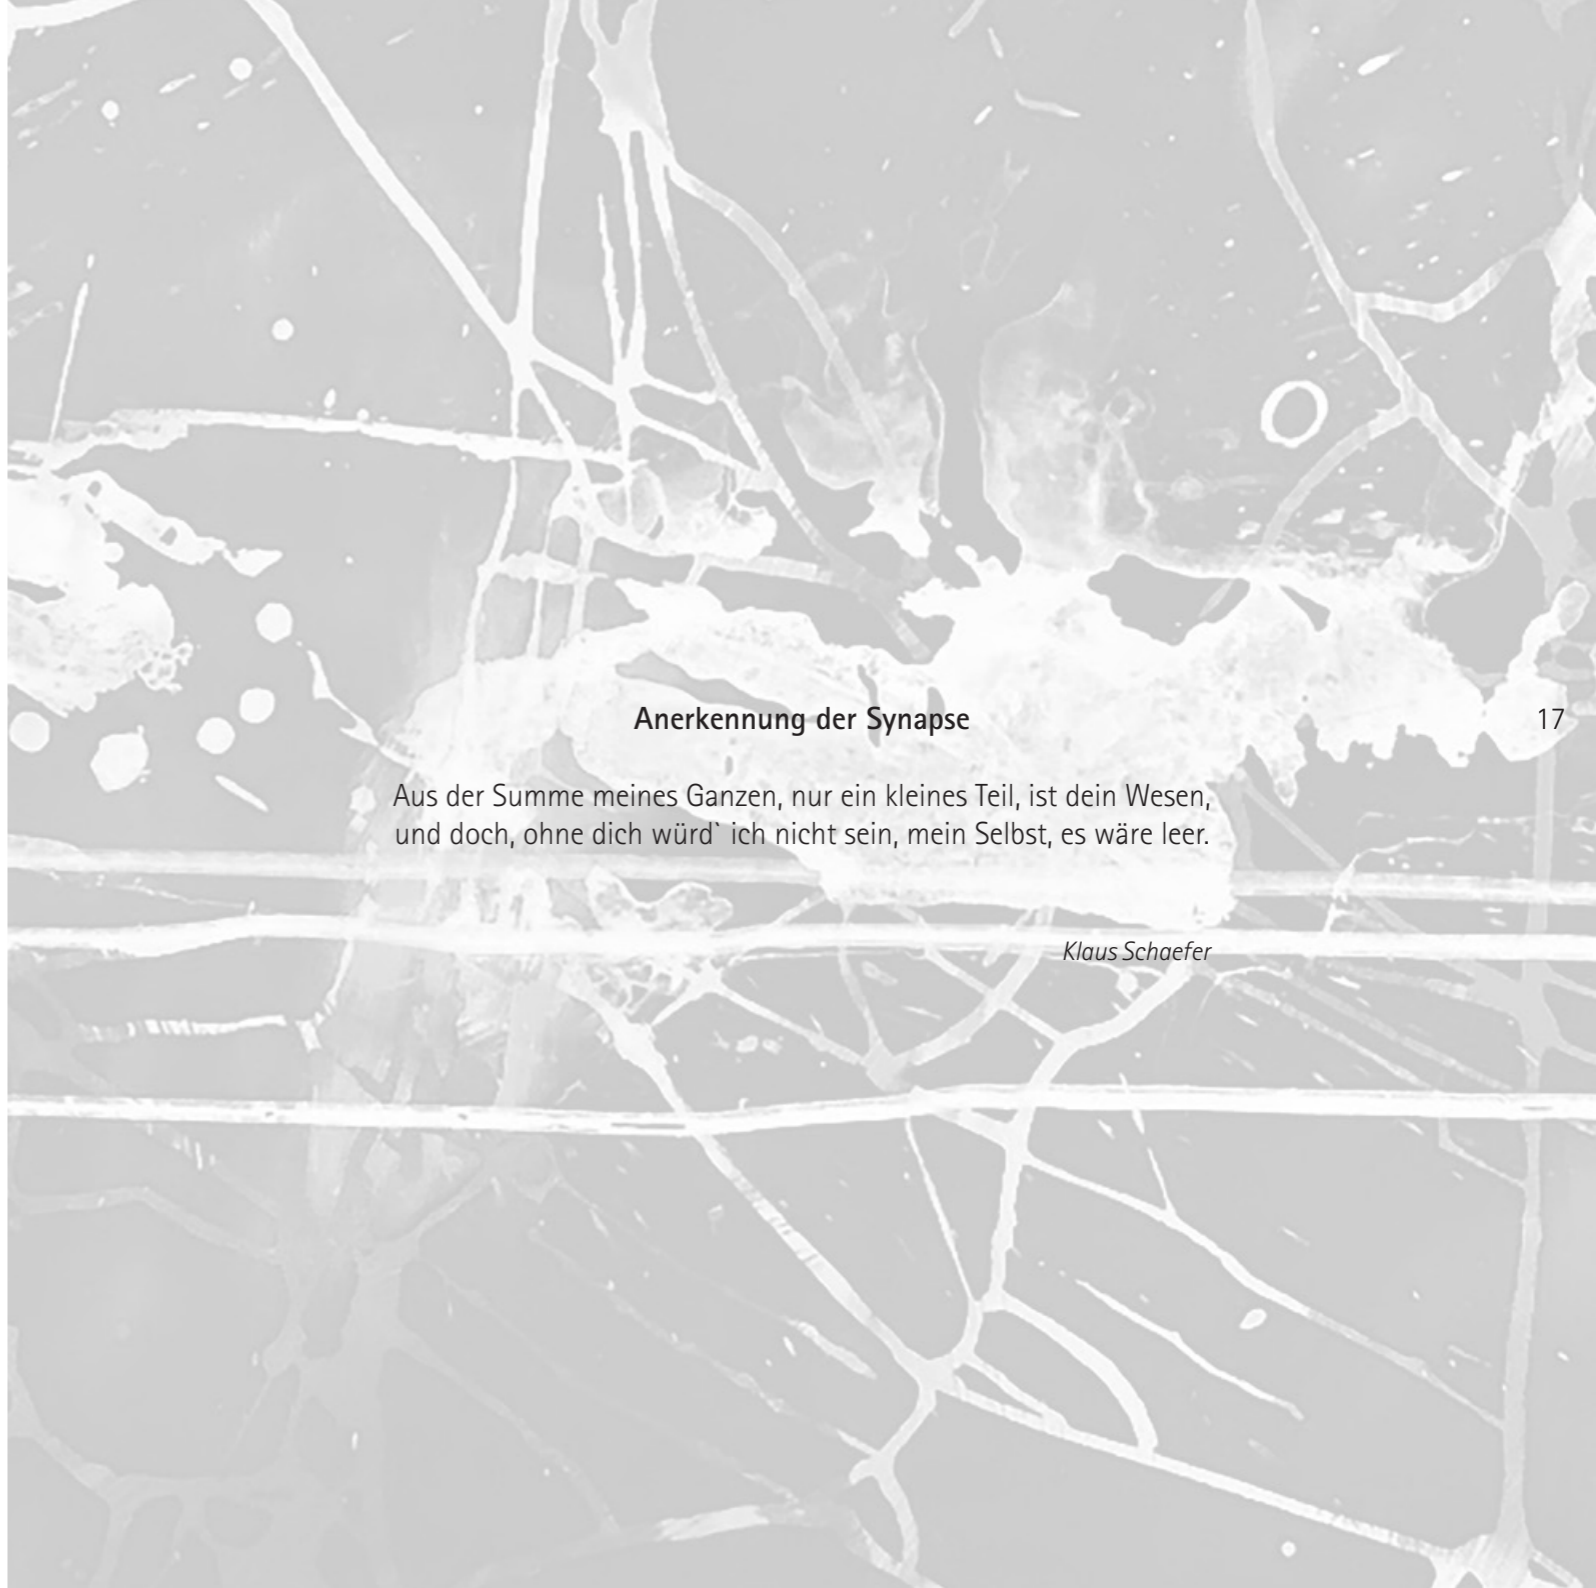 Anerkennung der Synapse
17
Aus der Summe meines Ganzen, nur ein kleines Teil, ist dein Wesen,
und doch, ohne dich würd` ich nicht sein, mein Selbst, es wäre leer.
Klaus Schaefer